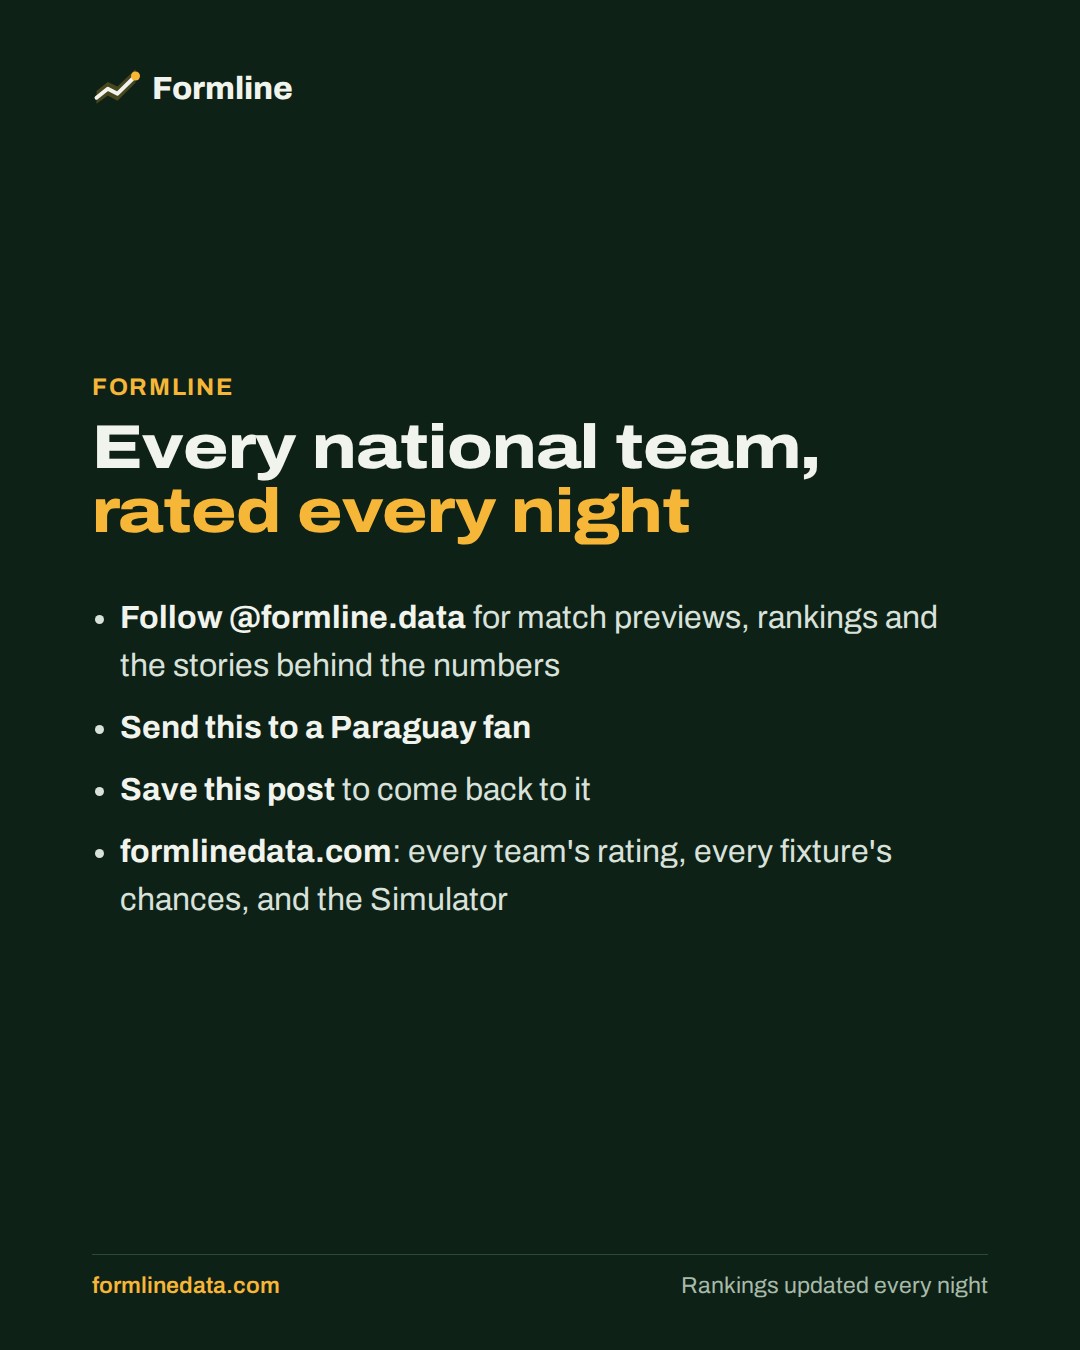 Formline
FORMLINE
Every national team,
rated every night
• Follow @formline.data for match previews, rankings and
the stories behind the numbers
• Send this to a Paraguay fan
• Save this post to come back to it
• formlinedata.com: every team's rating, every fixture's
chances, and the Simulator
formlinedata.com
Rankings updated every night